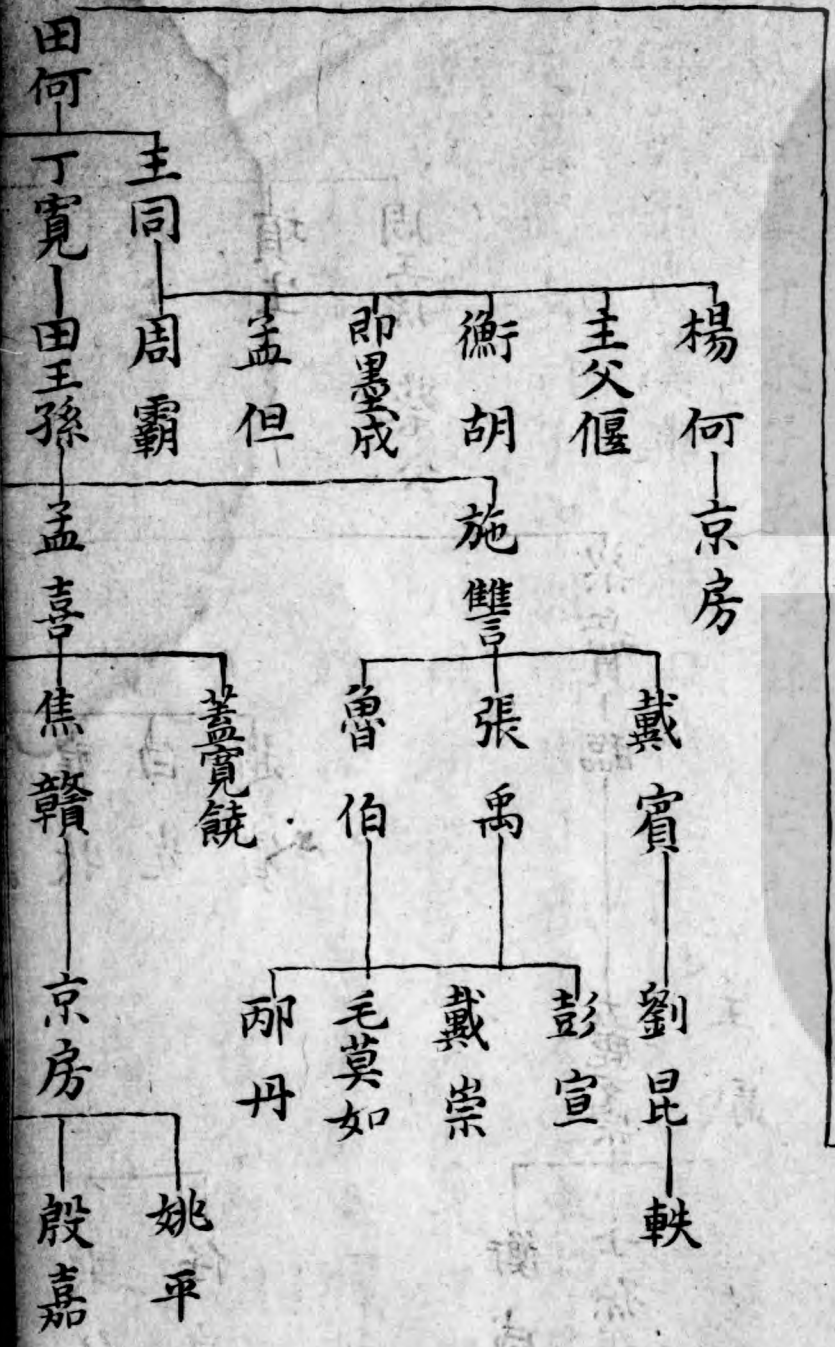 楊何 京房
主父偃
衡胡
即墨成
孟但
王同 周霸
田何 丁寬 田王孫 孟喜 焦贛 京房 殷嘉
施讐
戴賓 劉昆 軼
張禹 彭宣
戴崇
魯伯 毛莫如
邴丹
蓋寬饒
姚平